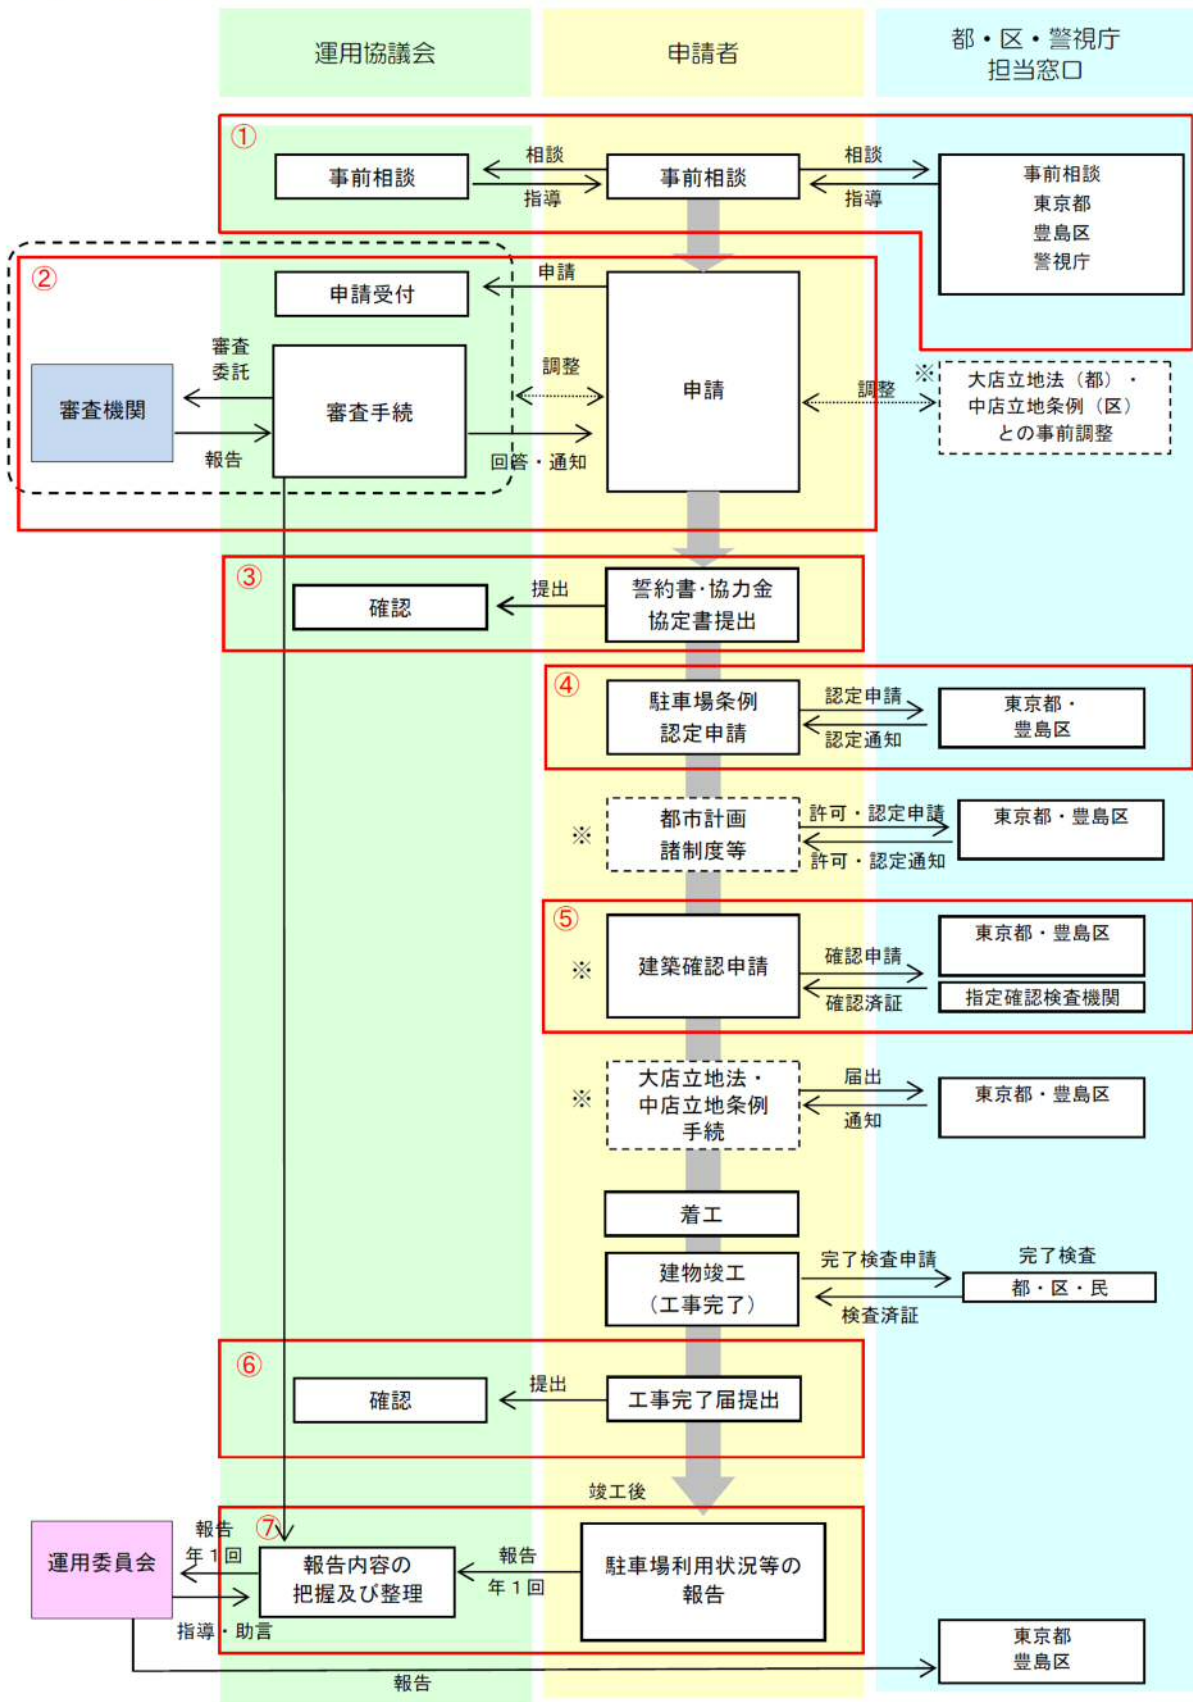 運用協議会
申請者
都・区・警視庁
担当窓口
①
事前相談
相談
指導
事前相談
相談
指導
事前相談
東京都
豊島区
警視庁
②
申請受付
申請
審査
委託
審査機関
報告
審査手続
調整
回答・通知
申請
調整
※
大店立地法(都)・
中店立地条例(区)
との事前調整
③
確認
提出
誓約書・協力金
協定書提出
④
駐車場条例
認定申請
認定申請
認定通知
東京都・
豊島区
※
都市計画
諸制度等
許可・認定申請
許可・認定通知
東京都・豊島区
⑤
※
建築確認申請
確認申請
確認済証
東京都・豊島区
指定確認検査機関
※
大店立地法・
中店立地条例
手続
届出
通知
東京都・豊島区
着工
建物竣工
(工事完了)
完了検査申請
検査済証
完了検査
都・区・民
⑥
確認
提出
工事完了届提出
竣工後
⑦
運用委員会
報告
年1回
指導・助言
報告内容の
把握及び整理
報告
年1回
駐車場利用状況等の
報告
報告
東京都
豊島区